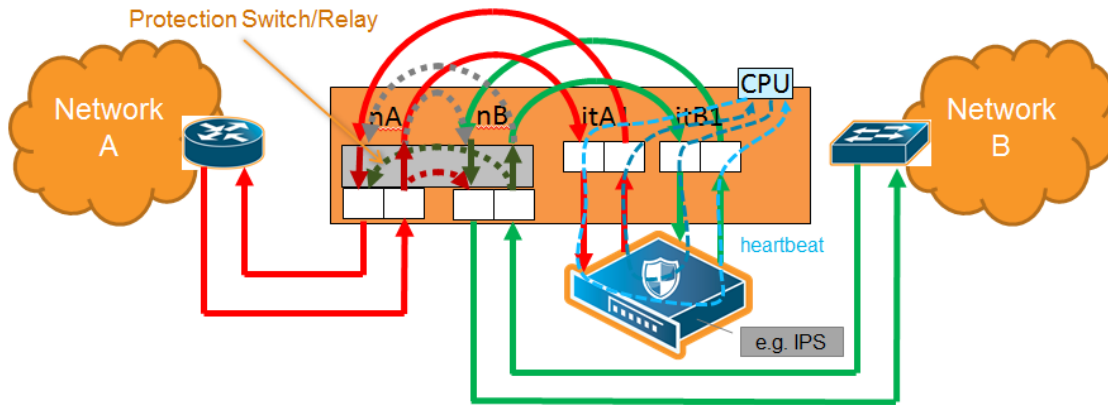 Protection Switch/Relay
Network
A
nA
nB
itA1
itB1
CPU
Network
B
heartbeat
e.g. IPS